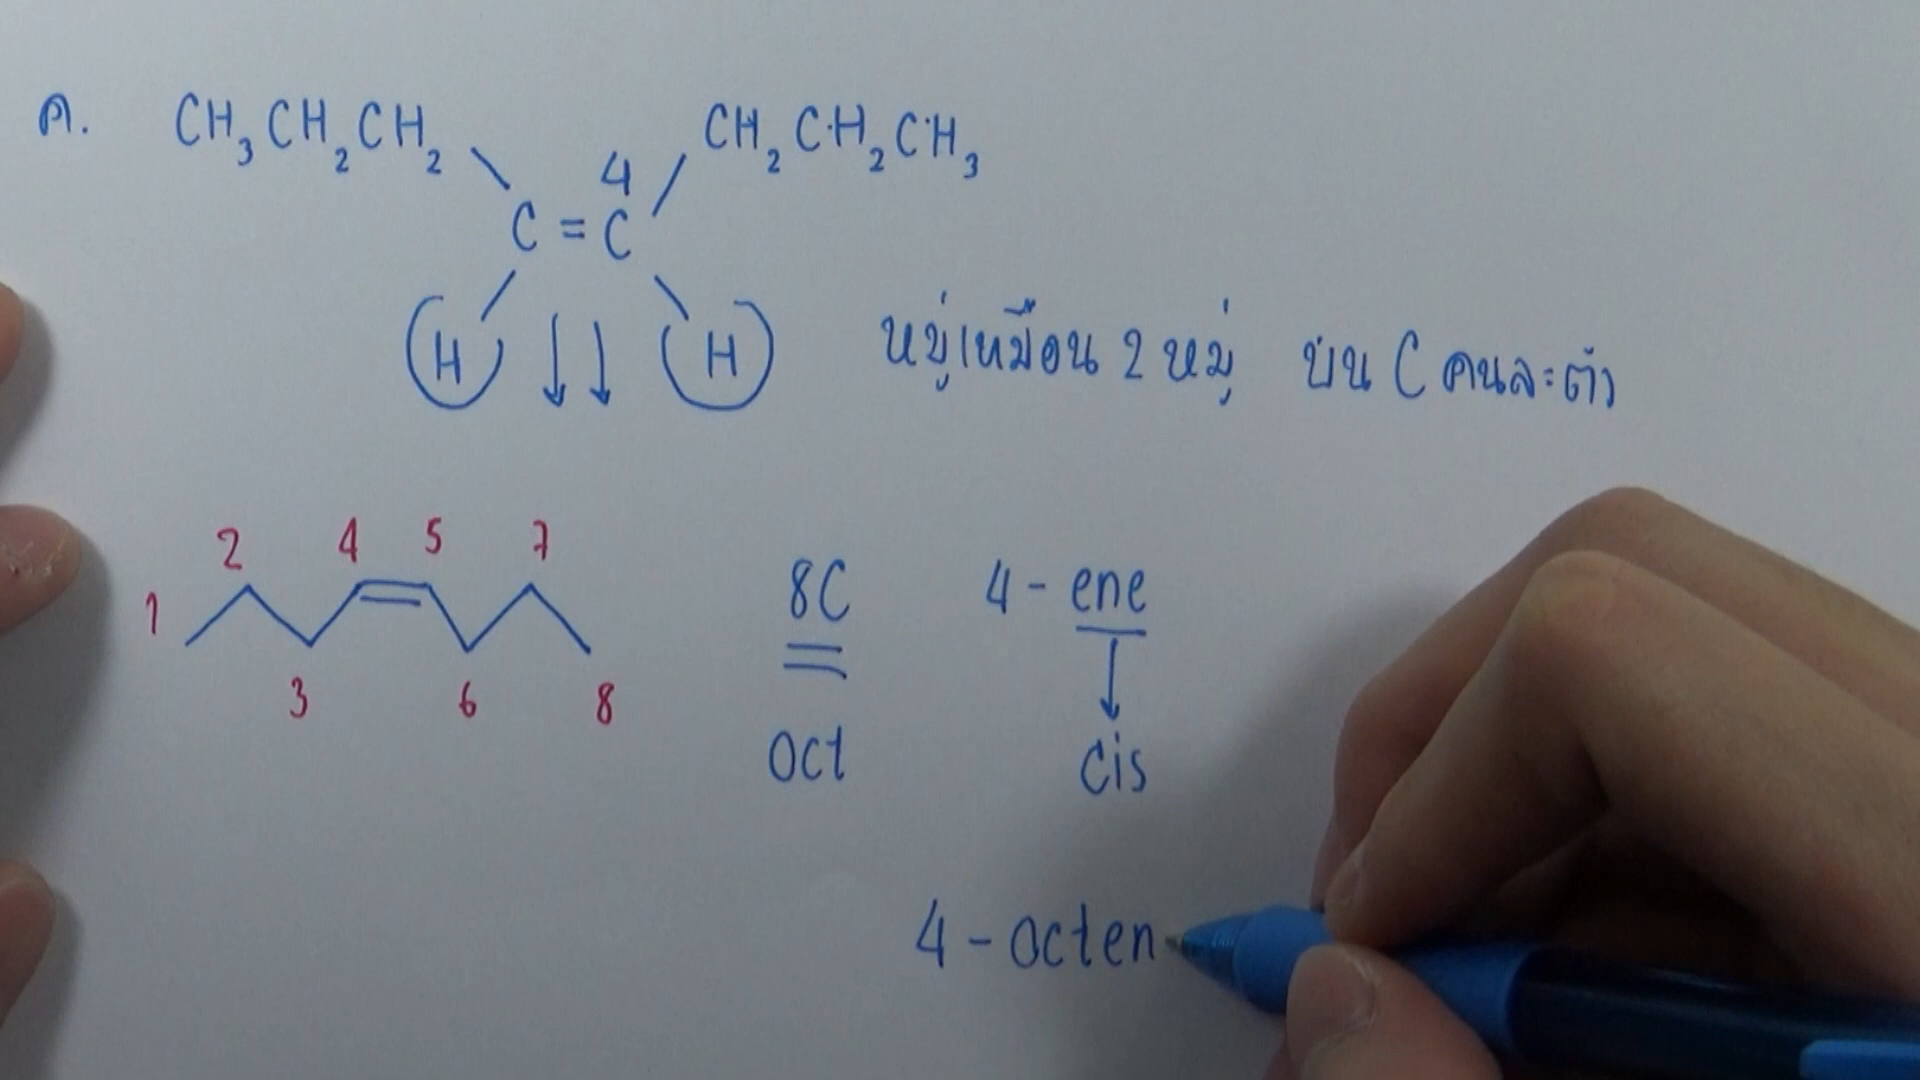 ค. CH₃CH₂CH₂ CH₂CH₂CH₃
4
C = C
H H หมู่เหมือน 2 หมู่ บน C คนละตัว
2 4 5 7
1
3 6 8
8C 4-ene
Oct cis
4-octen